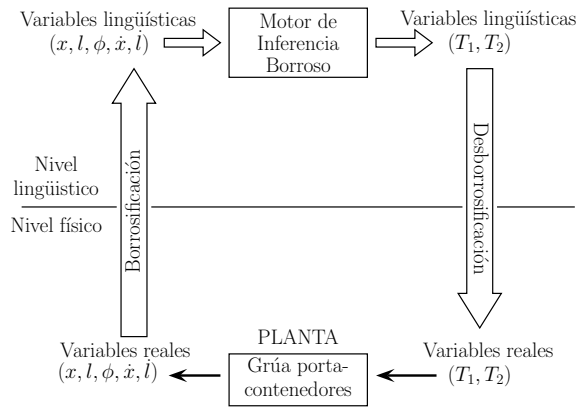 Variables lingüísticas
(x, l, ϕ, ẋ, l̇)
Motor de
Inferencia
Borroso
Variables lingüísticas
(T₁, T₂)
Borrosificación
Desborrosificación
Nivel
lingüistico
Nivel físico
PLANTA
Variables reales
(x, l, ϕ, ẋ, l̇)
Grúa porta-
contenedores
Variables reales
(T₁, T₂)